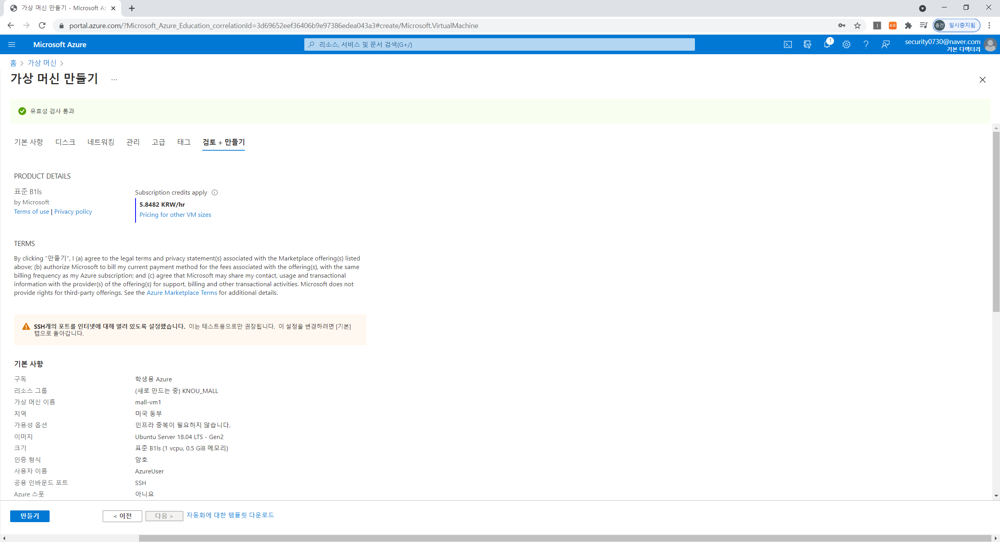 가상 머신 만들기 - Microsoft Az
portal.azure.com/?Microsoft_Azure_Education_correlationId=3d69652eef36406b9e97386edea043a3#create/Microsoft.VirtualMachine
EX
충건 일시중지됨
Microsoft Azure
리소스, 서비스 및 문서 검색(G+/)
1
security0730@naver.com
기본 디렉터리
홈 > 가상 머신 >
가상 머신 만들기 ...
유효성 검사 통과
기본 사항 디스크 네트워킹 관리 고급 태그 검토 + 만들기
PRODUCT DETAILS
표준 B1ls
by Microsoft
Terms of use | Privacy policy
Subscription credits apply
5.8482 KRW/hr
Pricing for other VM sizes
TERMS
By clicking "만들기", I (a) agree to the legal terms and privacy statement(s) associated with the Marketplace offering(s) listed
above; (b) authorize Microsoft to bill my current payment method for the fees associated with the offering(s), with the same
billing frequency as my Azure subscription; and (c) agree that Microsoft may share my contact, usage and transactional
information with the provider(s) of the offering(s) for support, billing and other transactional activities. Microsoft does not
provide rights for third-party offerings. See the Azure Marketplace Terms for additional details.
SSH개의 포트를 인터넷에 대해 열려 있도록 설정했습니다. 이는 테스트용으로만 권장됩니다. 이 설정을 변경하려면 [기본]
탭으로 돌아갑니다.
기본 사항
구독 학생용 Azure
리소스 그룹 (새로 만드는 중) KNOU_MALL
가상 머신 이름 mall-vm1
지역 미국 동부
가용성 옵션 인프라 중복이 필요하지 않습니다.
이미지 Ubuntu Server 18.04 LTS - Gen2
크기 표준 B1ls (1 vcpu, 0.5 GiB 메모리)
인증 형식 암호
사용자 이름 AzureUser
공용 인바운드 포트 SSH
Azure 스폿 아니요
만들기 < 이전 다음 > 자동화에 대한 템플릿 다운로드